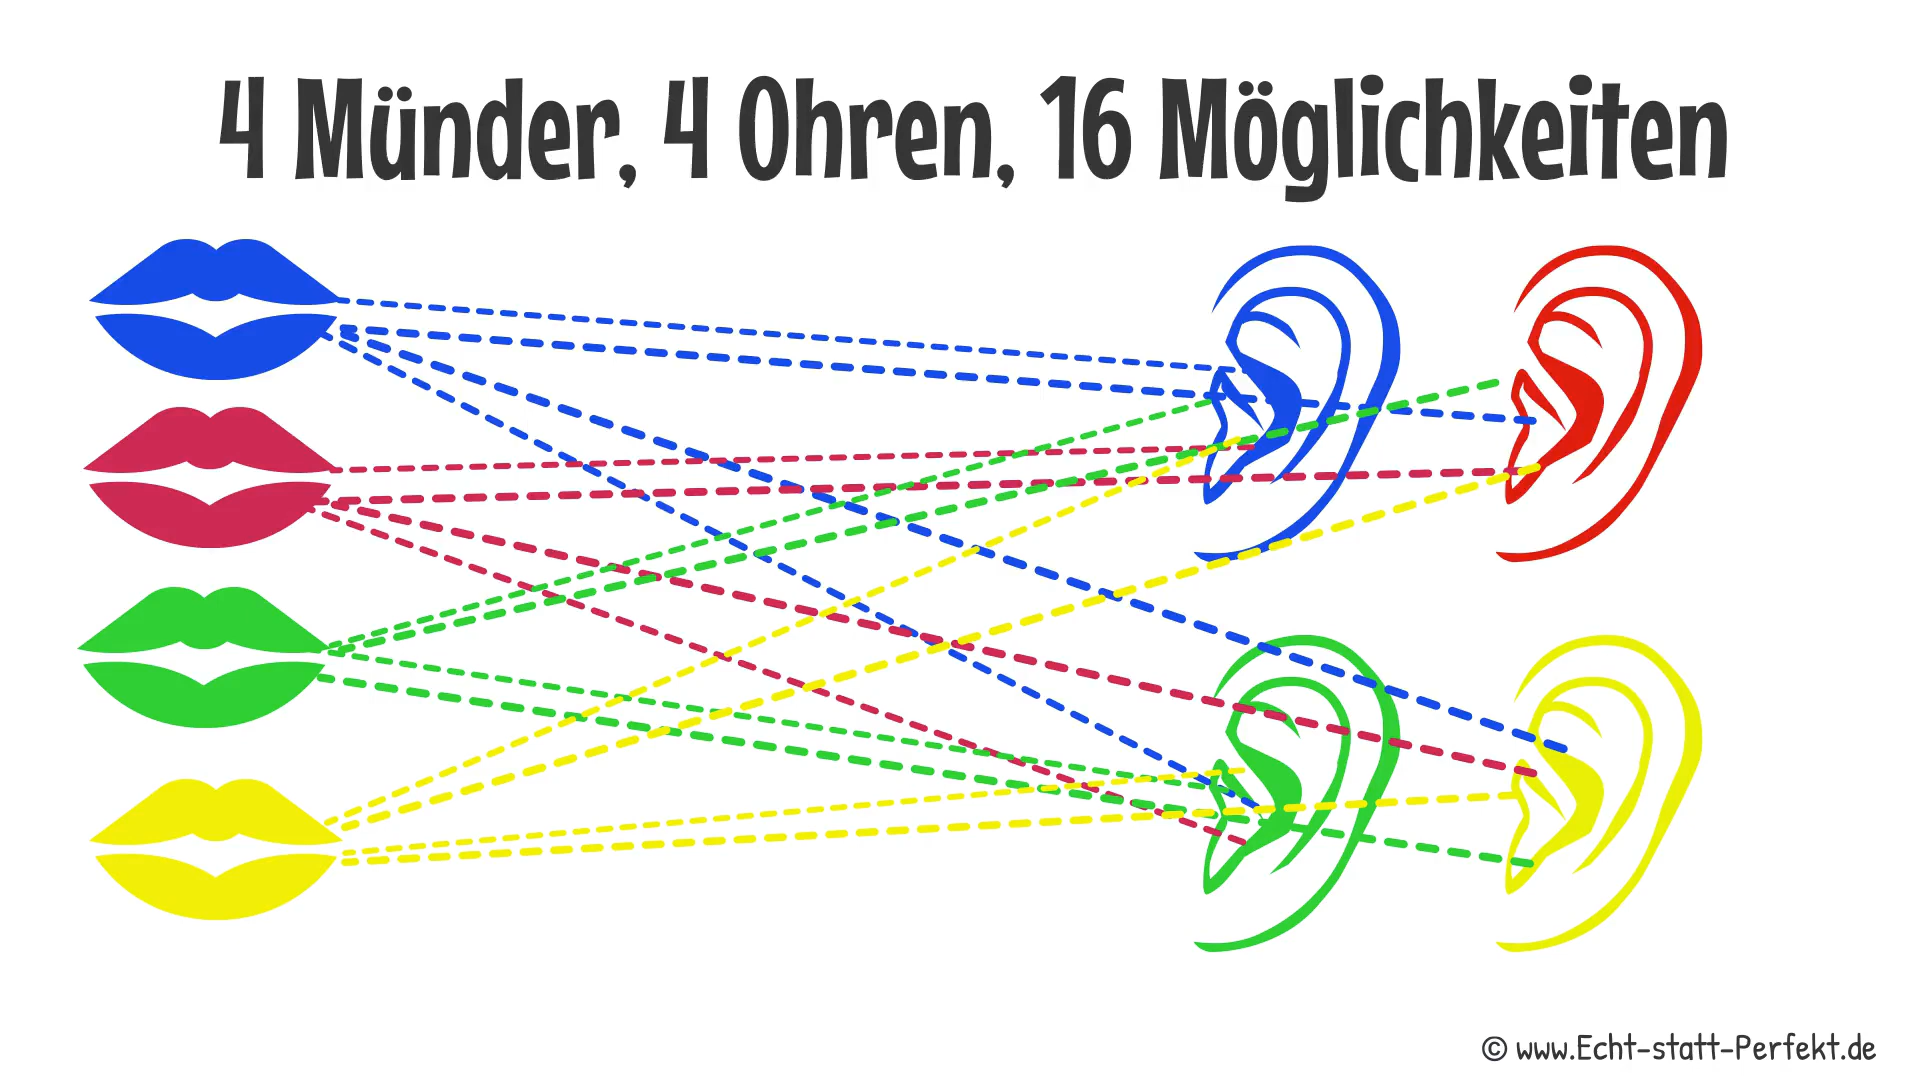 4 Münder, 4 Ohren, 16 Möglichkeiten
© www.Echt-statt-Perfekt.de